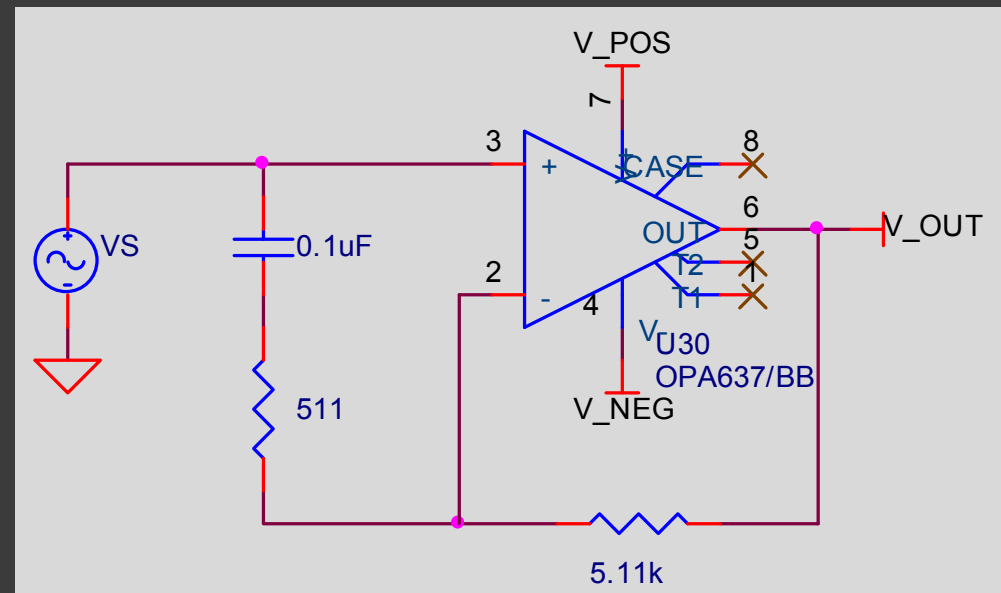 V_POS
7
3
+
V+
CASE
8
VS
0.1uF
OUT
6
V_OUT
5
2
-
T2
1
T1
4
V-
U30
OPA637/BB
V_NEG
511
5.11k